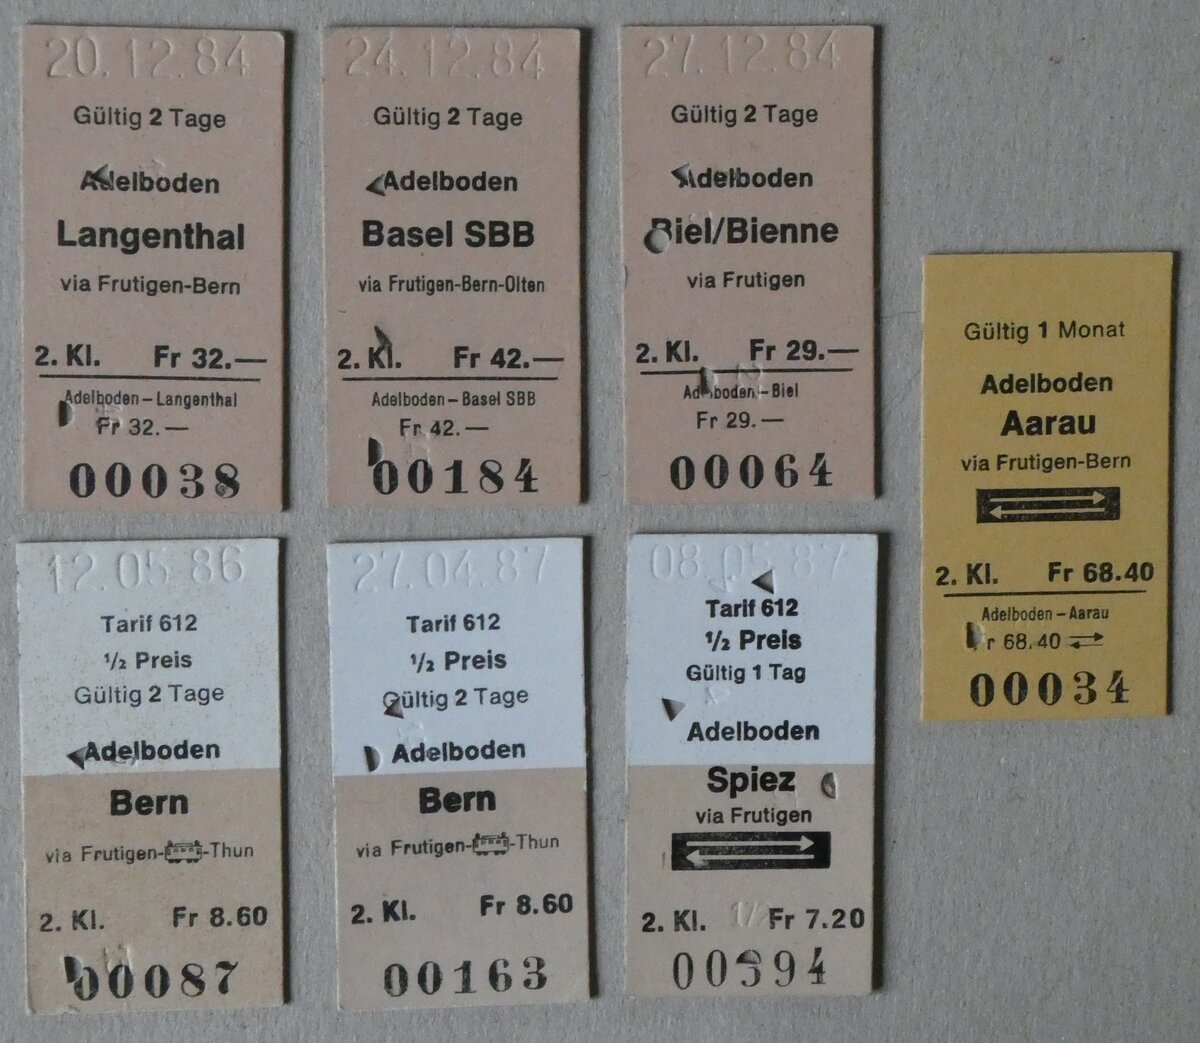 20.12.84
Gültig 2 Tage
Adelboden
Langenthal
via Frutigen-Bern
2. Kl. Fr 32.—
Adelboden – Langenthal
Fr 32.—
00038
24.12.84
Gültig 2 Tage
Adelboden
Basel SBB
via Frutigen-Bern-Olten
2. Kl. Fr 42.—
Adelboden – Basel SBB
Fr 42.—
00184
27.12.84
Gültig 2 Tage
Adelboden
Biel/Bienne
via Frutigen
2. Kl. Fr 29.—
Adelboden – Biel
Fr 29.—
00064
Gültig 1 Monat
Adelboden
Aarau
via Frutigen-Bern
2. Kl. Fr 68.40
Adelboden – Aarau
Fr 68.40
00034
12.05.86
Tarif 612
1/2 Preis
Gültig 2 Tage
Adelboden
Bern
via Frutigen- -Thun
2. Kl. Fr 8.60
00087
27.04.87
Tarif 612
1/2 Preis
Gültig 2 Tage
Adelboden
Bern
via Frutigen- -Thun
2. Kl. Fr 8.60
00163
08.05.87
Tarif 612
1/2 Preis
Gültig 1 Tag
Adelboden
Spiez
via Frutigen
2. Kl. 1/2 Fr 7.20
00394